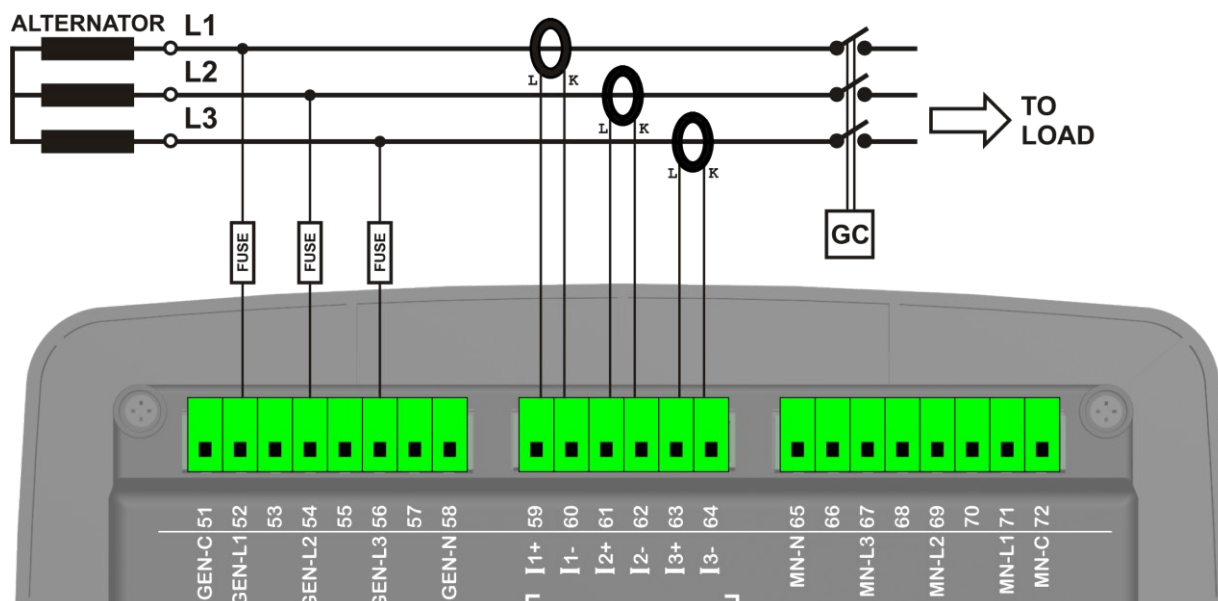 ALTERNATOR L1
L2
L3
L K
L K
L K
TO
LOAD
GC
FUSE
FUSE
FUSE
GEN-C 51
GEN-L1 52
53
GEN-L2 54
55
GEN-L3 56
57
GEN-N 58
I1+ 59
I1- 60
I2+ 61
I2- 62
I3+ 63
I3- 64
MN-N 65
66
MN-L3 67
68
MN-L2 69
70
MN-L1 71
MN-C 72